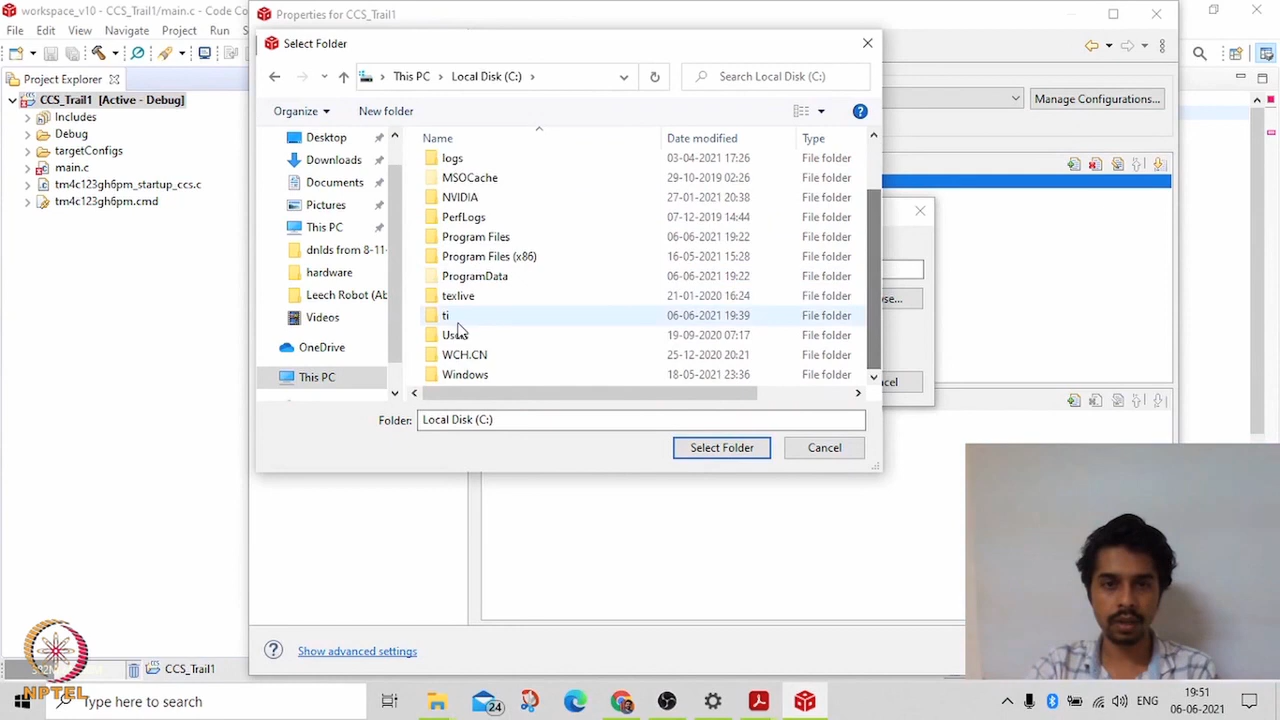 workspace_v10 - CCS_Trail1/main.c - Code Co
Properties for CCS_Trail1
File Edit View Navigate Project Run S
Select Folder
This PC Local Disk (C:)
Search Local Disk (C:)
Project Explorer
Organize New folder
Manage Configurations...
CCS_Trail1 [Active - Debug]
Includes
Debug
targetConfigs
main.c
tm4c123gh6pm_startup_ccs.c
tm4c123gh6pm.cmd
Desktop
Downloads
Documents
Pictures
This PC
dnlds from 8-11-
hardware
Leech Robot (Ab
Videos
OneDrive
This PC
Name Date modified Type
logs 03-04-2021 17:26 File folder
MSOCache 29-10-2019 02:26 File folder
NVIDIA 27-01-2021 20:38 File folder
PerfLogs 07-12-2019 14:44 File folder
Program Files 06-06-2021 19:22 File folder
Program Files (x86) 16-05-2021 15:28 File folder
ProgramData 06-06-2021 19:22 File folder
texlive 21-01-2020 16:24 File folder
ti 06-06-2021 19:39 File folder
Users 19-09-2020 07:17 File folder
WCH.CN 25-12-2020 20:21 File folder
Windows 18-05-2021 23:36 File folder
se...
cel
Folder: Local Disk (C:)
Select Folder Cancel
? Show advanced settings
CCS_Trail1
NPTEL
Type here to search
24
ENG
19:51
06-06-2021